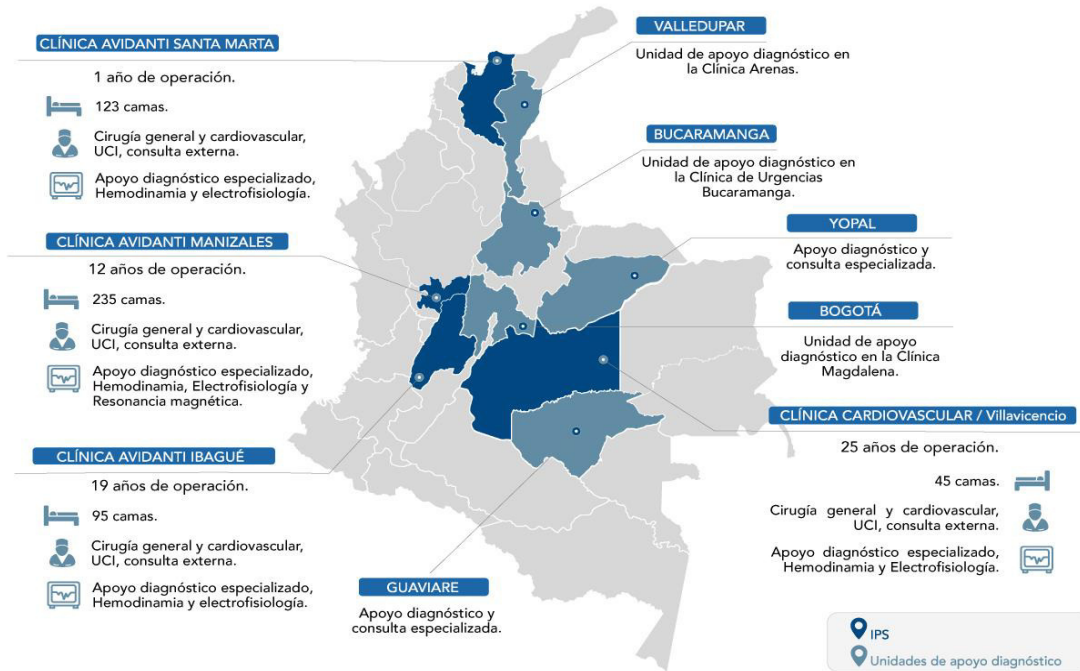 CLÍNICA AVIDANTI SANTA MARTA
1 año de operación.
123 camas.
Cirugía general y cardiovascular,
UCI, consulta externa.
Apoyo diagnóstico especializado,
Hemodinamia y electrofisiología.
CLÍNICA AVIDANTI MANIZALES
12 años de operación.
235 camas.
Cirugía general y cardiovascular,
UCI, consulta externa.
Apoyo diagnóstico especializado,
Hemodinamia, Electrofisiología y
Resonancia magnética.
CLÍNICA AVIDANTI IBAGUÉ
19 años de operación.
95 camas.
Cirugía general y cardiovascular,
UCI, consulta externa.
Apoyo diagnóstico especializado,
Hemodinamia y electrofisiología.
GUAVIARE
Apoyo diagnóstico y
consulta especializada.
VALLEDUPAR
Unidad de apoyo diagnóstico en
la Clínica Arenas.
BUCARAMANGA
Unidad de apoyo diagnóstico en
la Clínica de Urgencias
Bucaramanga.
YOPAL
Apoyo diagnóstico y
consulta especializada.
BOGOTÁ
Unidad de apoyo
diagnóstico en la Clínica
Magdalena.
CLÍNICA CARDIOVASCULAR / Villavicencio
25 años de operación.
45 camas.
Cirugía general y cardiovascular,
UCI, consulta externa.
Apoyo diagnóstico especializado,
Hemodinamia y Electrofisiología.
IPS
Unidades de apoyo diagnóstico